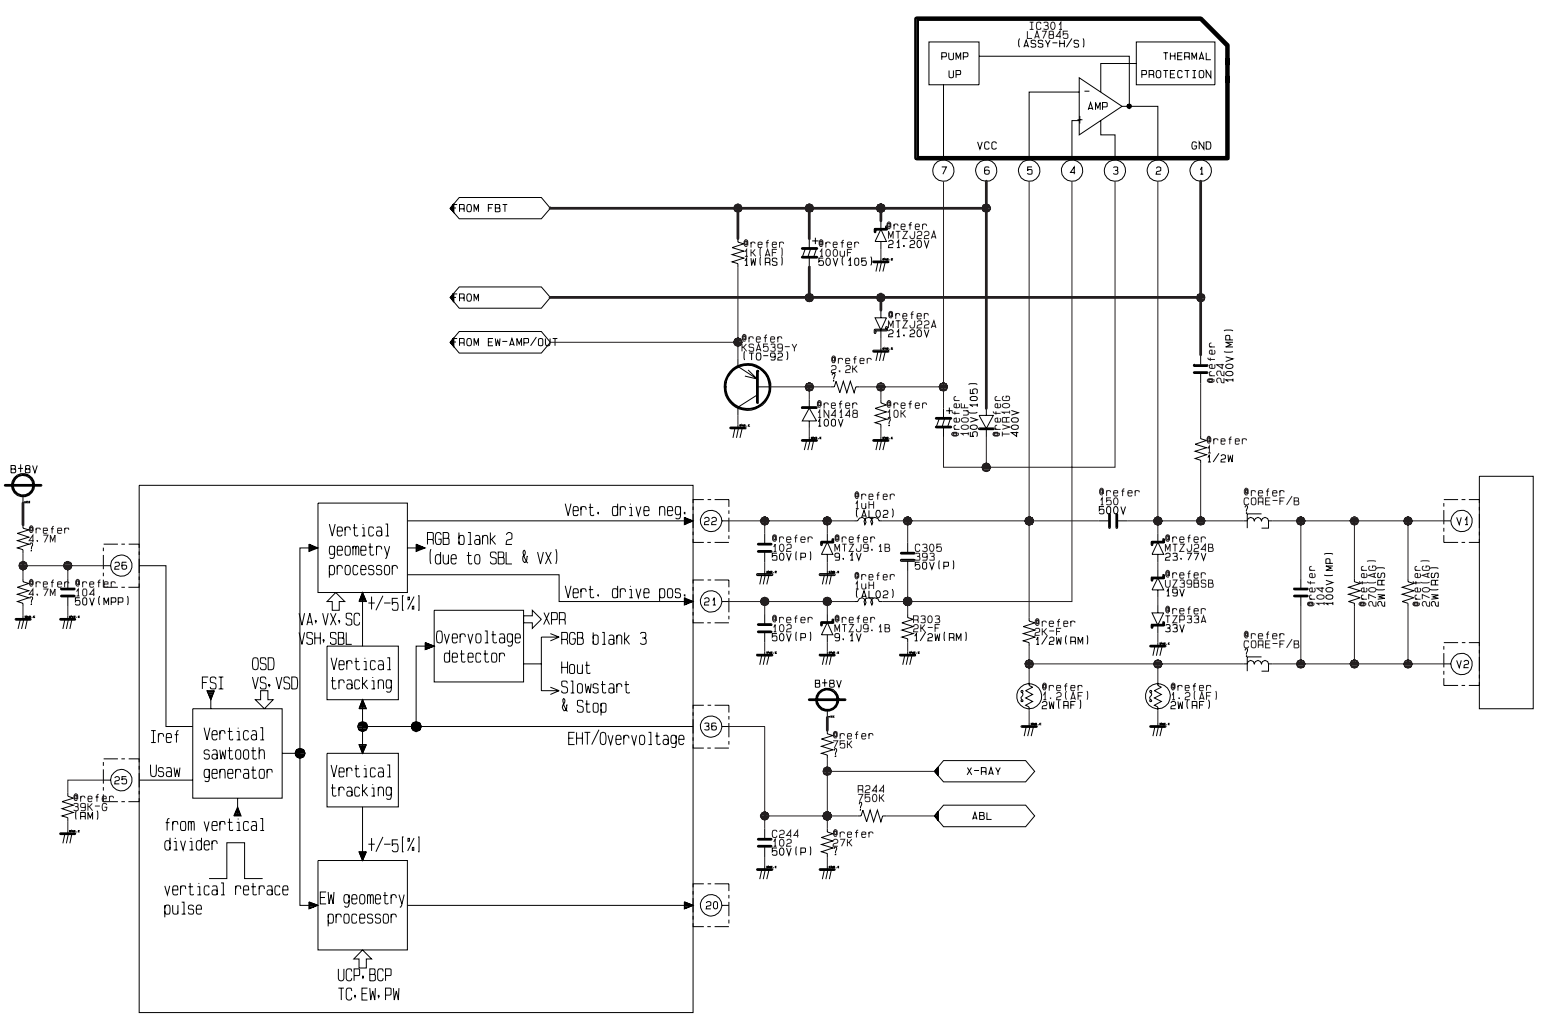 IC301
LA7845
(ASSY-H/S)
PUMP
UP
THERMAL
PROTECTION
-
AMP
+
VCC
GND
7
6
5
4
3
2
1
FROM FBT
@refer
1K(AF)
1W(RS)
+
@refer
100uF
50V(105)
@refer
MTZJ22A
21.20V
FROM
@refer
MTZJ22A
21.20V
FROM EW-AMP/OUT
@refer
KSA539-Y
(TO-92)
@refer
2.2K
?
@refer
1N4148
100V
@refer
10K
?
+
@refer
100uF
50V(105)
@refer
TVR10G
400V
@refer
224
100V(MP)
@refer
1
1/2W
B+8V
@refer
4.7M
?
@refer
4.7M
?
@refer
104
50V(MPP)
26
25
@refer
39K-G
(RM)
Vertical
geometry
processor
Vert. drive neg.
RGB blank 2
(due to SBL & VX)
Vert. drive pos.
+/-5[%]
VA, VX, SC
VSH, SBL
Overvoltage
detector
XPR
RGB blank 3
Hout
Slowstart
& Stop
Vertical
tracking
OSD
VS, VSD
FSI
Iref
Usaw
Vertical
sawtooth
generator
EHT/Overvoltage
Vertical
tracking
from vertical
divider
vertical retrace
pulse
+/-5[%]
EW geometry
processor
UCP, BCP
TC, EW, PW
22
21
36
20
@refer
102
50V(P)
@refer
MTZJ9.1B
9.1V
@refer
1uH
(AL02)
C305
393
50V(P)
@refer
102
50V(P)
@refer
MTZJ9.1B
9.1V
@refer
1uH
(AL02)
R303
2K-F
1/2W(RM)
@refer
2K-F
1/2W(RM)
@refer
150
500V
@refer
MTZJ24B
23.77V
@refer
UZ39BSB
19V
@refer
TZP33A
33V
@refer
CORE-F/B
?
@refer
CORE-F/B
?
@refer
104
100V(MP)
@refer
270(AG)
2W(RS)
@refer
270(AG)
2W(RS)
V1
V2
@refer
1.2(AF)
2W(RF)
@refer
1.2(AF)
2W(RF)
B+8V
@refer
75K
?
X-RAY
R244
750K
?
ABL
C244
102
50V(P)
@refer
27K
?